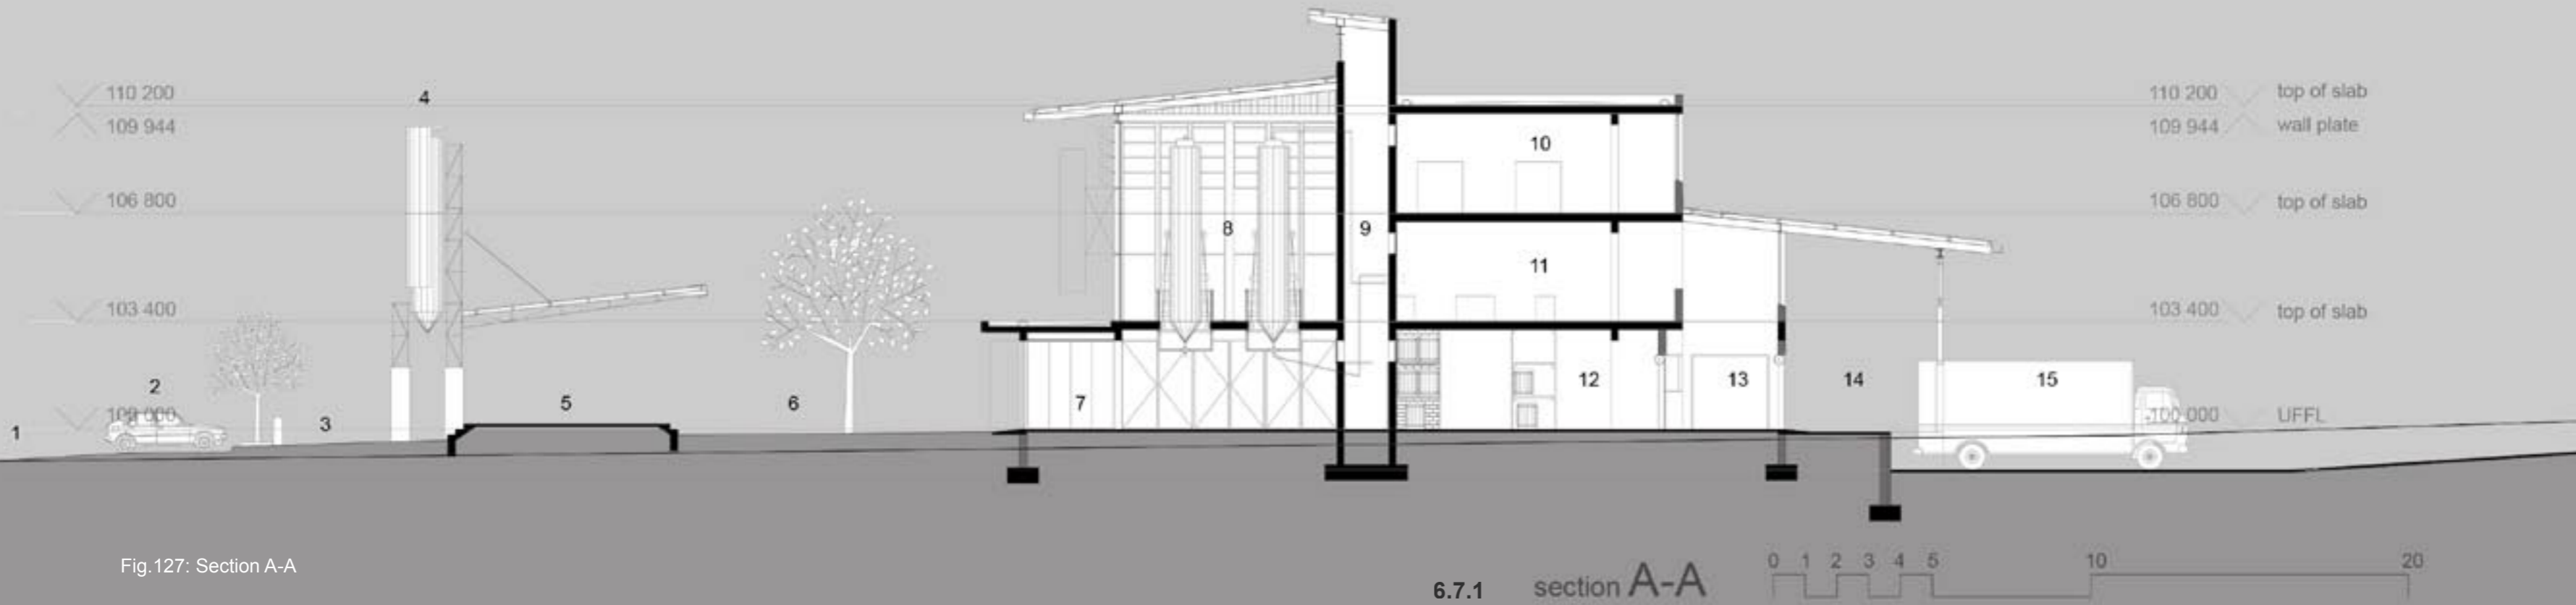 110 200
109 944
106 800
103 400
100 000
1
2
3
4
5
6
7
8
9
10
11
12
13
14
15
110 200 top of slab
109 944 wall plate
106 800 top of slab
103 400 top of slab
100 000 UFFL
Fig.127: Section A-A
6.7.1 section A-A
0 1 2 3 4 5 10 20